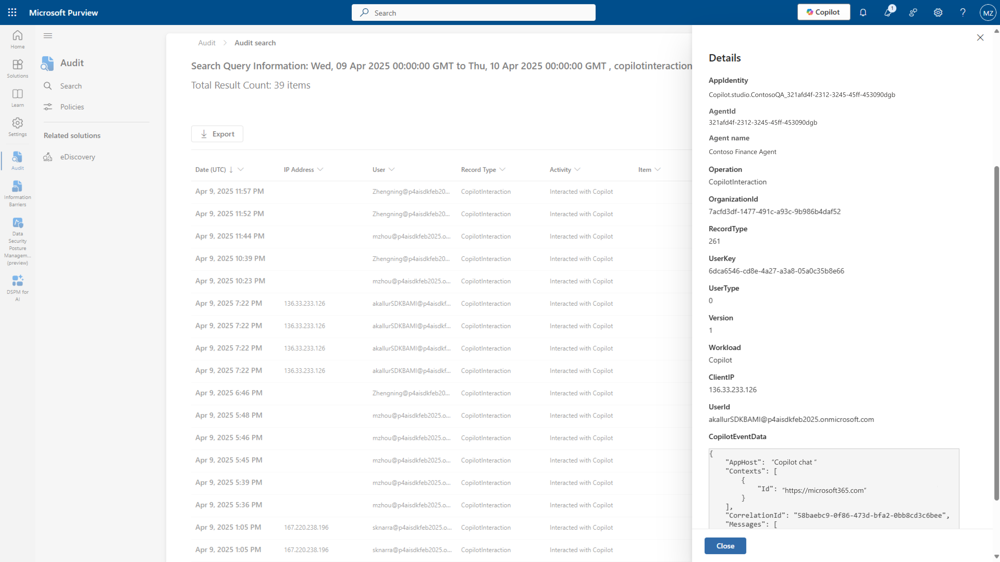 Microsoft Purview
Search
Copilot
1
MZ
Home
Solutions
Learn
Settings
Audit
Information
Barriers
Data
Security
Posture
Managem...
(preview)
DSPM for
AI
Audit
Search
Policies
Related solutions
eDiscovery
Audit Audit search
Search Query Information: Wed, 09 Apr 2025 00:00:00 GMT to Thu, 10 Apr 2025 00:00:00 GMT , copilotinteraction
Total Result Count: 39 items
Export
Date (UTC) IP Address User Record Type Activity Item
Apr 9, 2025 11:57 PM Zhengning@p4aisdkfeb20... CopilotInteraction Interacted with Copilot
Apr 9, 2025 11:52 PM Zhengning@p4aisdkfeb20... CopilotInteraction Interacted with Copilot
Apr 9, 2025 11:44 PM mzhou@p4aisdkfeb2025.o... CopilotInteraction Interacted with Copilot
Apr 9, 2025 10:39 PM Zhengning@p4aisdkfeb20... CopilotInteraction Interacted with Copilot
Apr 9, 2025 10:23 PM mzhou@p4aisdkfeb2025.o... CopilotInteraction Interacted with Copilot
Apr 9, 2025 7:22 PM 136.33.233.126 akallurSDKBAMI@p4aisdkf... CopilotInteraction Interacted with Copilot
Apr 9, 2025 7:22 PM 136.33.233.126 akallurSDKBAMI@p4aisdkf... CopilotInteraction Interacted with Copilot
Apr 9, 2025 7:22 PM 136.33.233.126 akallurSDKBAMI@p4aisdkf... CopilotInteraction Interacted with Copilot
Apr 9, 2025 7:22 PM 136.33.233.126 akallurSDKBAMI@p4aisdkf... CopilotInteraction Interacted with Copilot
Apr 9, 2025 6:46 PM Zhengning@p4aisdkfeb20... CopilotInteraction Interacted with Copilot
Apr 9, 2025 5:48 PM mzhou@p4aisdkfeb2025.o... CopilotInteraction Interacted with Copilot
Apr 9, 2025 5:46 PM mzhou@p4aisdkfeb2025.o... CopilotInteraction Interacted with Copilot
Apr 9, 2025 5:45 PM mzhou@p4aisdkfeb2025.o... CopilotInteraction Interacted with Copilot
Apr 9, 2025 5:39 PM mzhou@p4aisdkfeb2025.o... CopilotInteraction Interacted with Copilot
Apr 9, 2025 5:36 PM mzhou@p4aisdkfeb2025.o... CopilotInteraction Interacted with Copilot
Apr 9, 2025 1:05 PM 167.220.238.196 sknarra@p4aisdkfeb2025.o... CopilotInteraction Interacted with Copilot
Apr 9, 2025 1:05 PM 167.220.238.196 sknarra@p4aisdkfeb2025.o... CopilotInteraction Interacted with Copilot
Details
AppIdentity
Copilot.studio.ContosoQA_321afd4f-2312-3245-45ff-453090dgb
AgentId
321afd4f-2312-3245-45ff-453090dgb
Agent name
Contoso Finance Agent
Operation
CopilotInteraction
OrganizationId
7acfd3df-1477-491c-a93c-9b986b4daf52
RecordType
261
UserKey
6dca6546-cd8e-4a27-a3a8-05a0c35b8e66
UserType
0
Version
1
Workload
Copilot
ClientIP
136.33.233.126
UserId
akallurSDKBAMI@p4aisdkfeb2025.onmicrosoft.com
CopilotEventData
{
"AppHost": “Copilot chat “
"Contexts": [
{
"Id": “https://microsoft365.com”
}
],
"CorrelationId": "58baebc9-0f86-473d-bfa2-0bb8cd3c6bee",
"Messages": [
Close